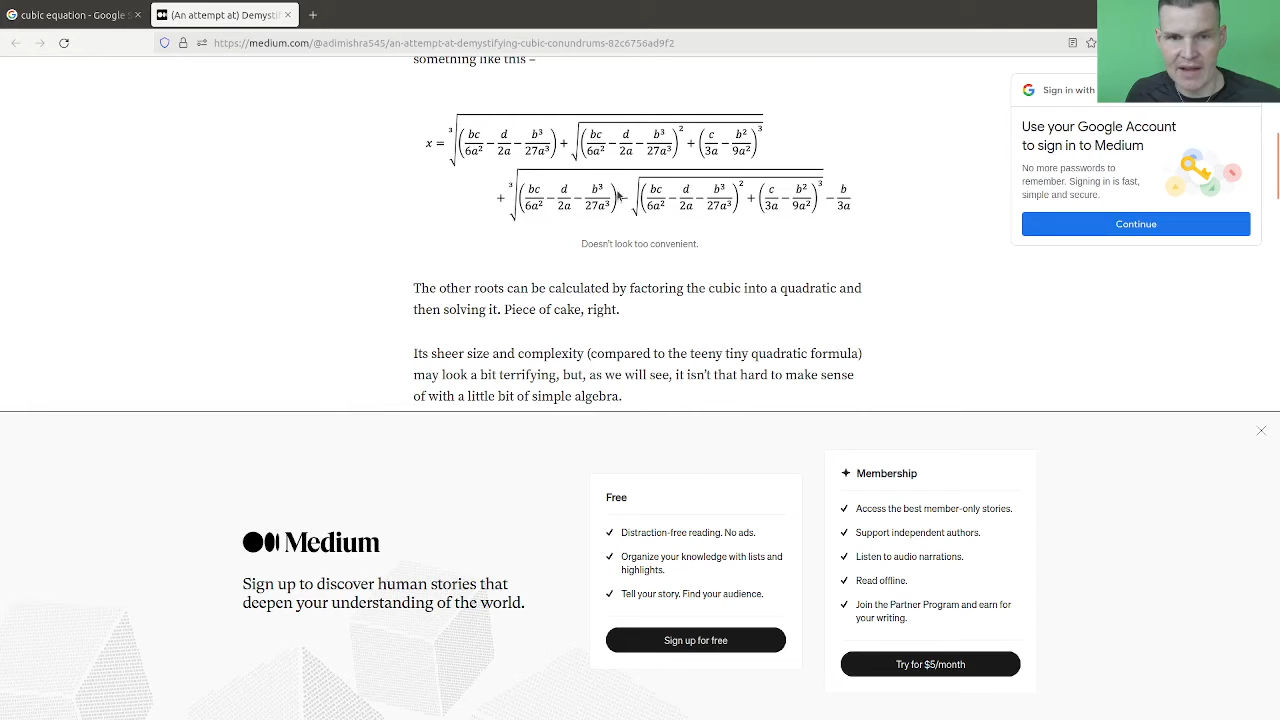 cubic equation - Google S
(An attempt at) Demystif
https://medium.com/@adimishra545/an-attempt-at-demystifying-cubic-conundrums-82c6756ad9f2
something like this –
x = ∛((bc/6a² − d/2a − b³/27a³) + √((bc/6a² − d/2a − b³/27a³)² + (c/3a − b²/9a²)³))
+ ∛((bc/6a² − d/2a − b³/27a³) − √((bc/6a² − d/2a − b³/27a³)² + (c/3a − b²/9a²)³)) − b/3a
Doesn't look too convenient.
The other roots can be calculated by factoring the cubic into a quadratic and
then solving it. Piece of cake, right.
Its sheer size and complexity (compared to the teeny tiny quadratic formula)
may look a bit terrifying, but, as we will see, it isn't that hard to make sense
of with a little bit of simple algebra.
Sign in with
Use your Google Account
to sign in to Medium
No more passwords to
remember. Signing in is fast,
simple and secure.
Continue
Medium
Sign up to discover human stories that
deepen your understanding of the world.
Free
Distraction-free reading. No ads.
Organize your knowledge with lists and
highlights.
Tell your story. Find your audience.
Sign up for free
Membership
Access the best member-only stories.
Support independent authors.
Listen to audio narrations.
Read offline.
Join the Partner Program and earn for
your writing.
Try for $5/month